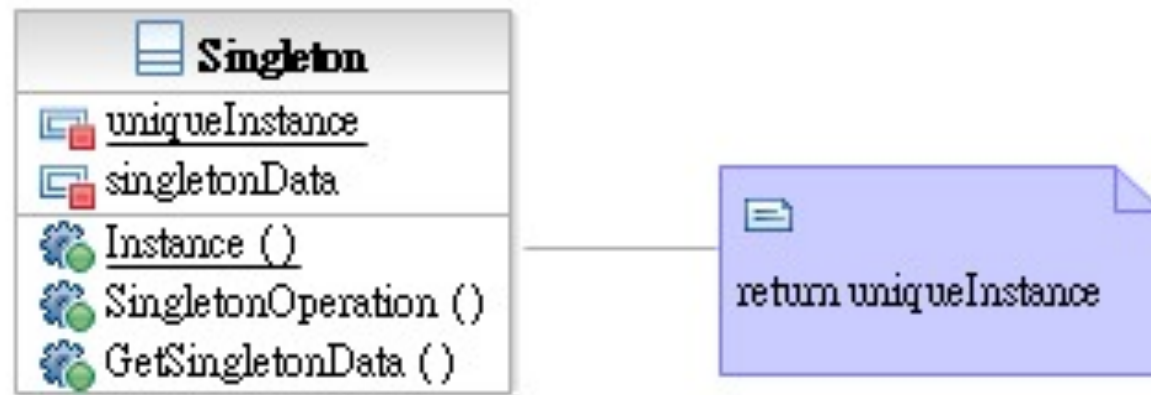 Singleton
uniqueInstance
singletonData
Instance ()
SingletonOperation ()
GetSingletonData ()
return uniqueInstance